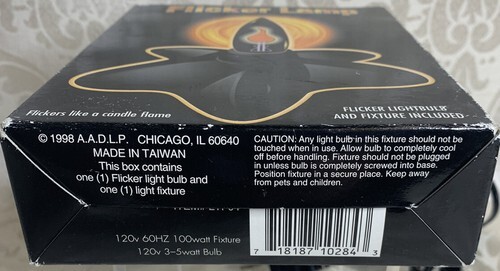 Flicker Lamp
Flickers like a candle flame
FLICKER LIGHTBULB
AND FIXTURE INCLUDED
© 1998 A.A.D.L.P. CHICAGO, IL 60640
MADE IN TAIWAN
This box contains
one (1) Flicker light bulb and
one (1) light fixture
CAUTION: Any light bulb in this fixture should not be
touched when in use. Allow bulb to completely cool
off before handling. Fixture should not be plugged
in unless bulb is completely screwed into base.
Position fixture in a secure place. Keep away
from pets and children.
120v 60HZ 100watt Fixture
120v 3-5watt Bulb
7 18187 10284 3